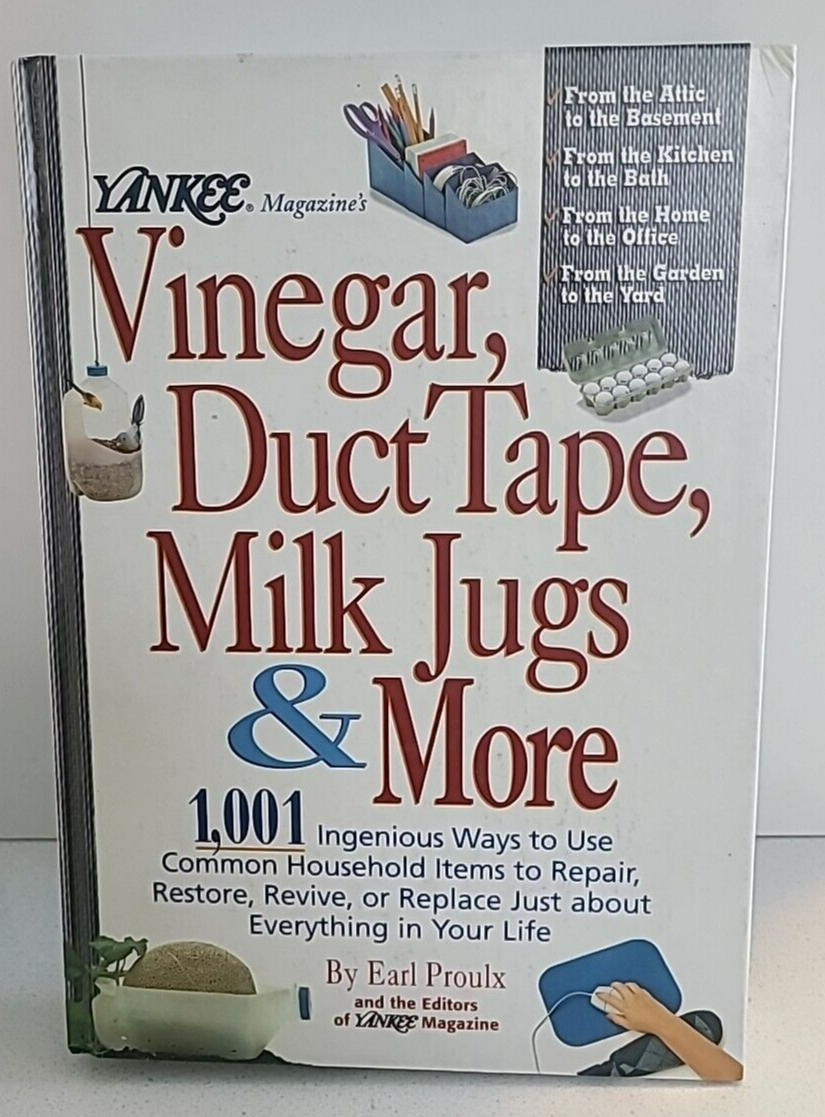 YANKEE® Magazine's
Vinegar,
Duct Tape,
Milk Jugs
& More
1,001 Ingenious Ways to Use
Common Household Items to Repair,
Restore, Revive, or Replace Just about
Everything in Your Life
By Earl Proulx
and the Editors
of YANKEE Magazine
From the Attic
to the Basement
From the Kitchen
to the Bath
From the Home
to the Office
From the Garden
to the Yard